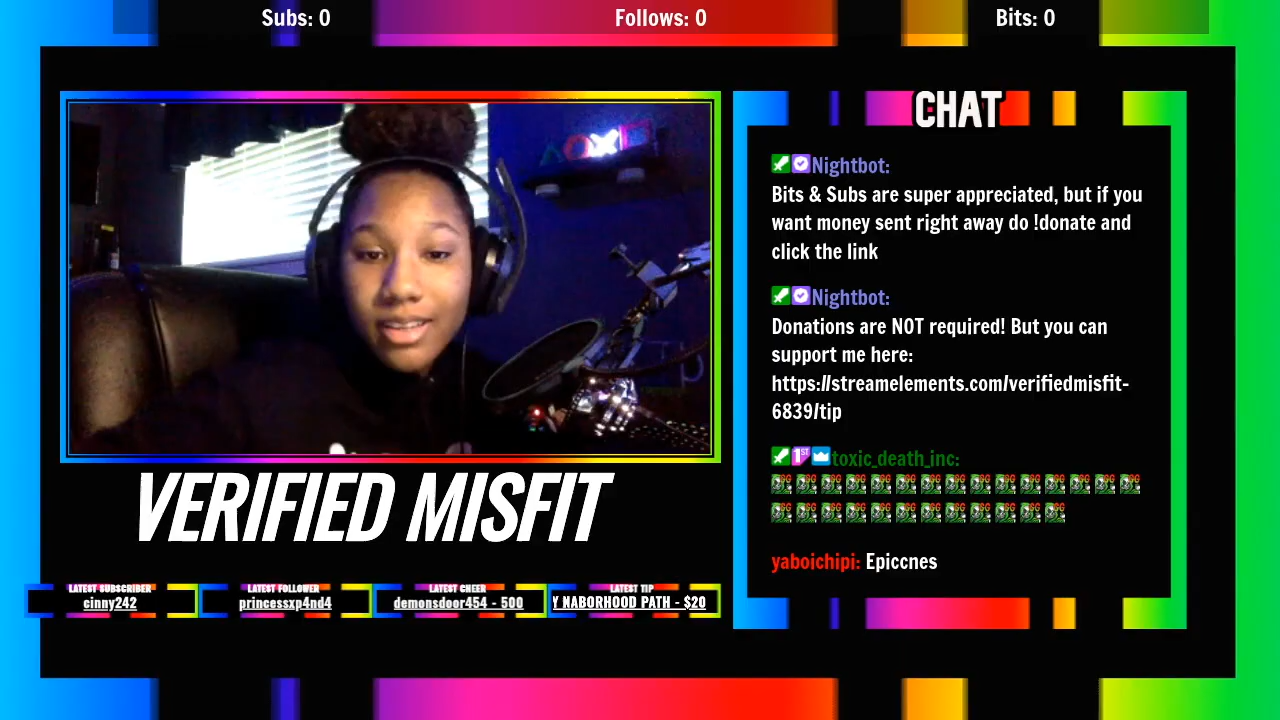 Subs: 0
Follows: 0
Bits: 0
CHAT
Nightbot:
Bits & Subs are super appreciated, but if you
want money sent right away do !donate and
click the link
Nightbot:
Donations are NOT required! But you can
support me here:
https://streamelements.com/verifiedmisfit-
6839/tip
1ST
toxic_death_inc:
yaboichipi: Epiccnes
VERIFIED MISFIT
LATEST SUBSCRIBER
cinny242
LATEST FOLLOWER
princessxp4nd4
LATEST CHEER
demonsdoor454 - 500
LATEST TIP
Y NABORHOOD PATH - $20